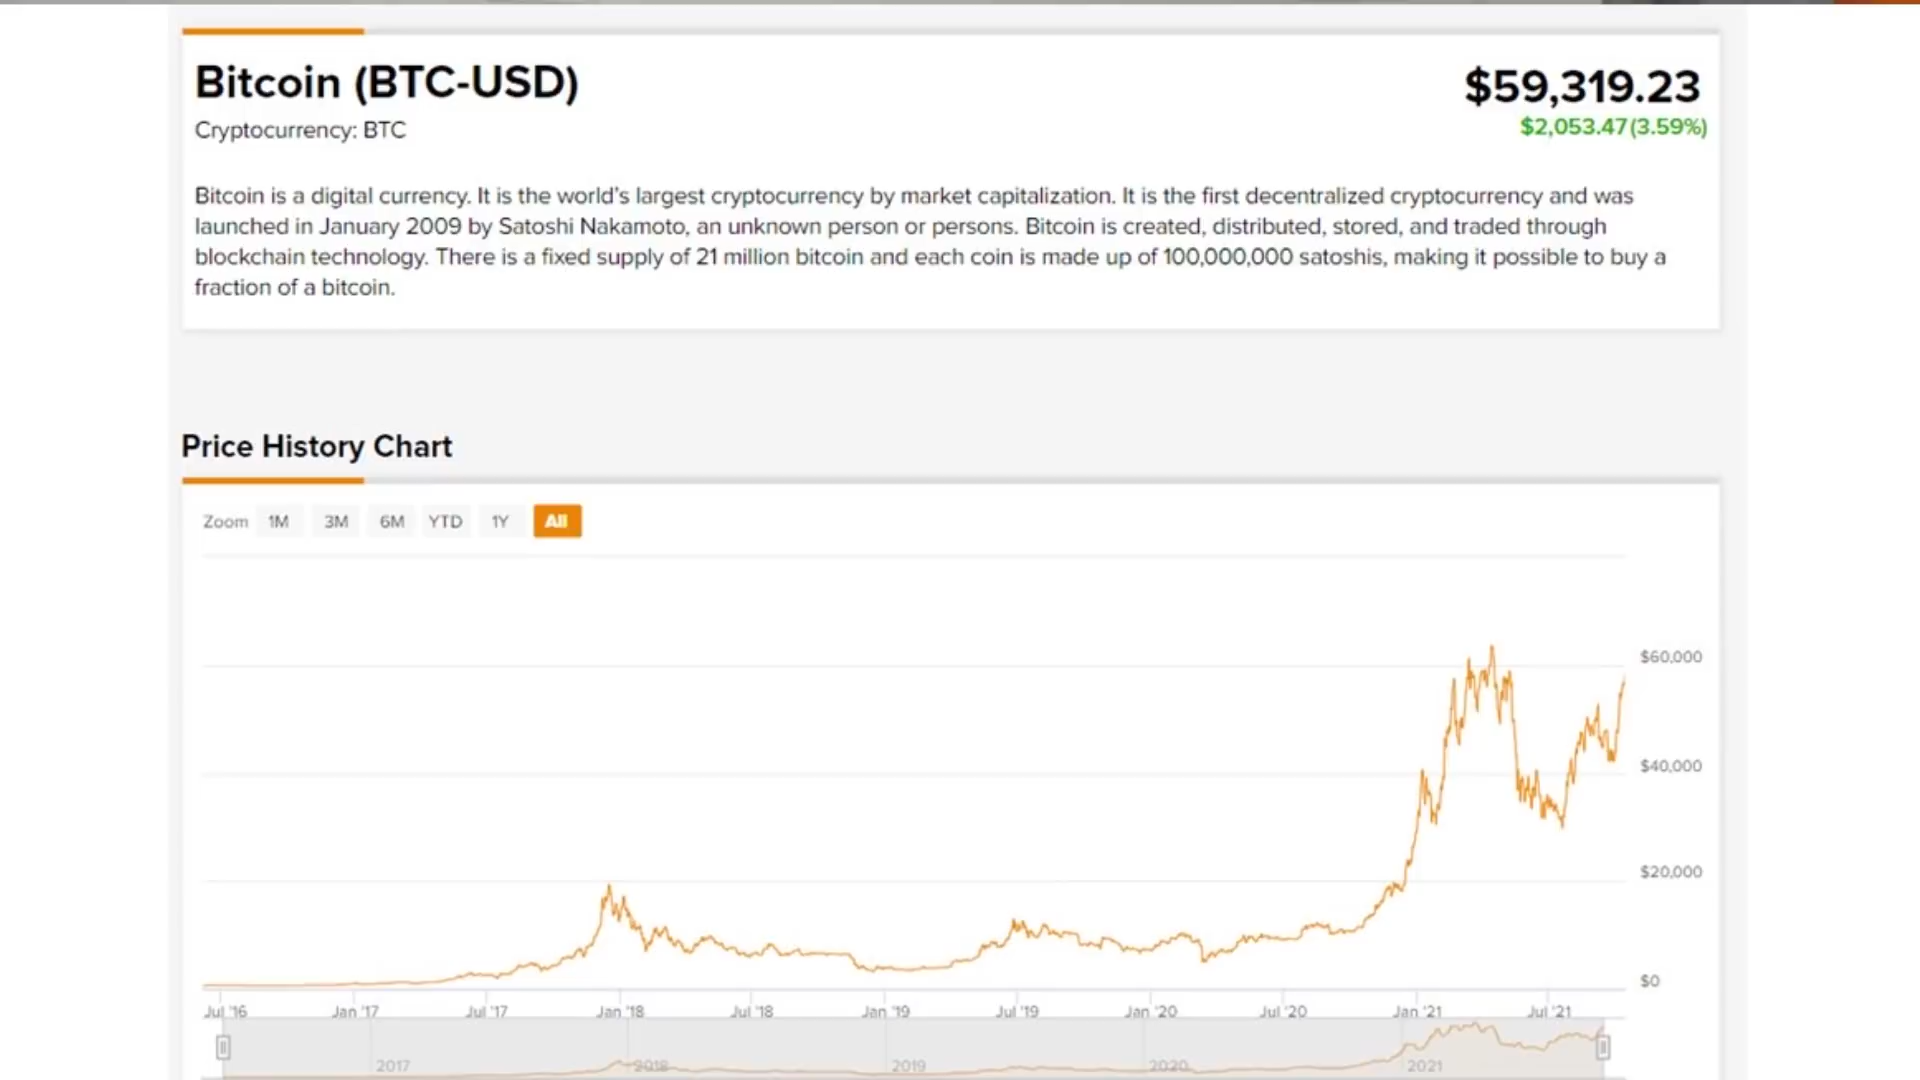 Bitcoin (BTC-USD)
$59,319.23
Cryptocurrency: BTC
$2,053.47(3.59%)
Bitcoin is a digital currency. It is the world's largest cryptocurrency by market capitalization. It is the first decentralized cryptocurrency and was
launched in January 2009 by Satoshi Nakamoto, an unknown person or persons. Bitcoin is created, distributed, stored, and traded through
blockchain technology. There is a fixed supply of 21 million bitcoin and each coin is made up of 100,000,000 satoshis, making it possible to buy a
fraction of a bitcoin.
Price History Chart
Zoom 1M 3M 6M YTD 1Y All
$60,000
$40,000
$20,000
$0
Jul '16 Jan '17 Jul '17 Jan '18 Jul '18 Jan '19 Jul '19 Jan '20 Jul '20 Jan '21 Jul '21
2017 2018 2019 2020 2021